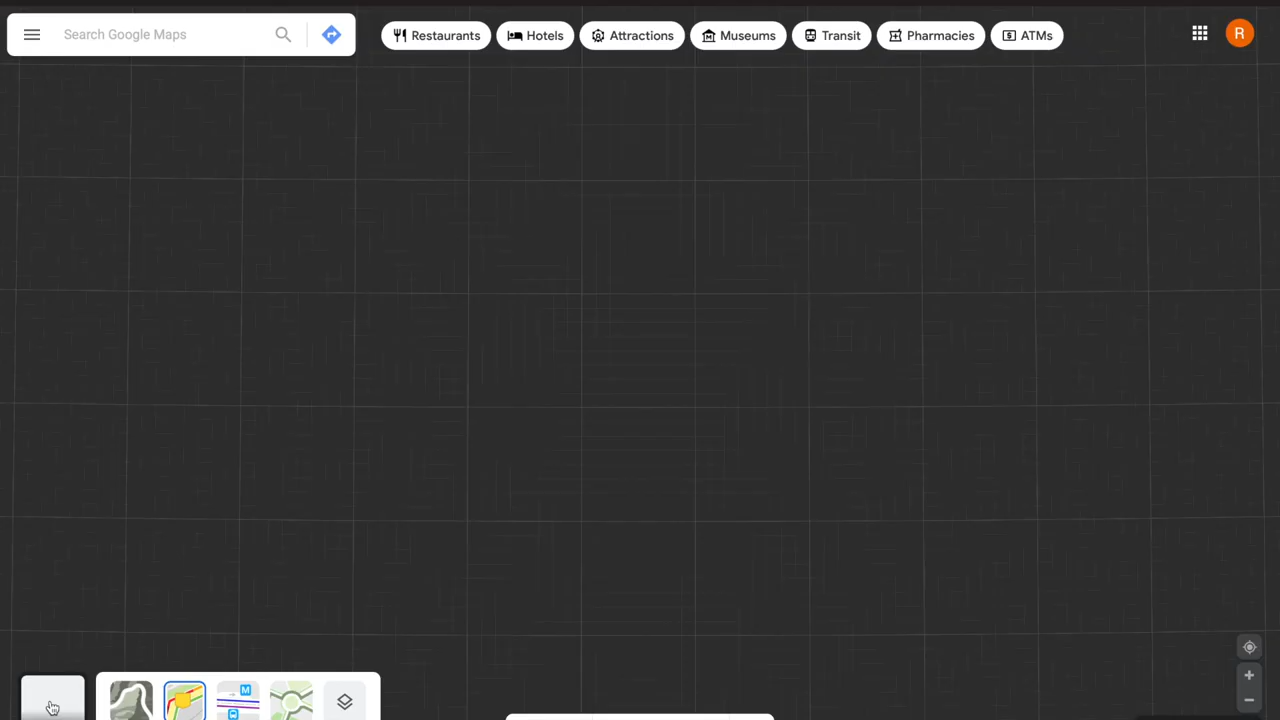 Search Google Maps
Restaurants
Hotels
Attractions
Museums
Transit
Pharmacies
ATMs
R
M